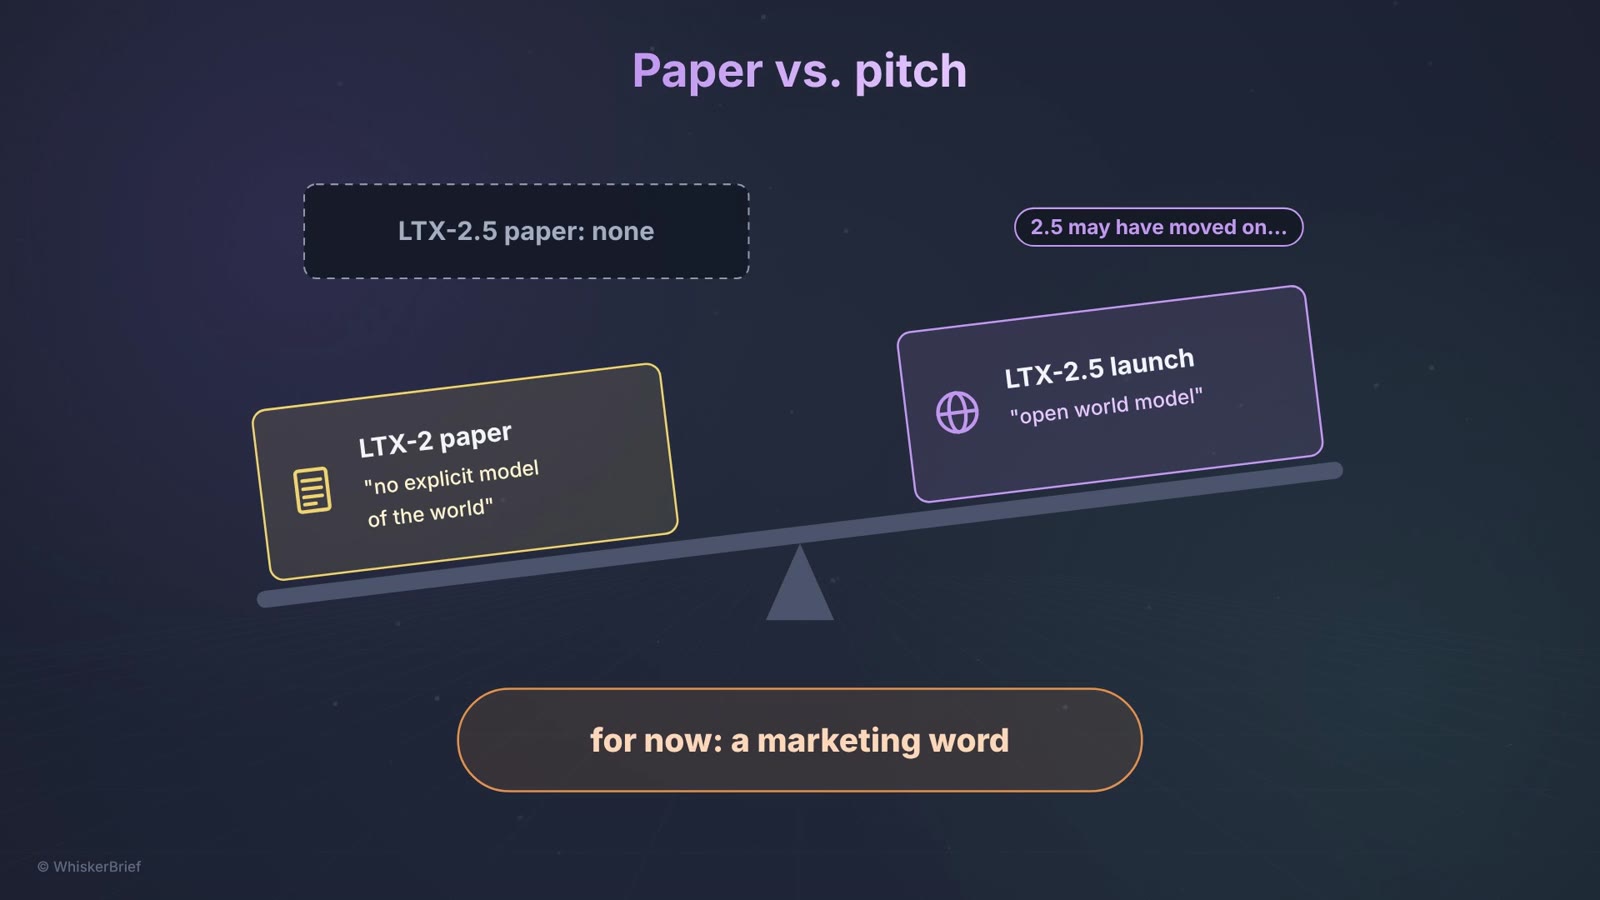 Paper vs. pitch
LTX-2.5 paper: none
2.5 may have moved on...
LTX-2 paper
"no explicit model
of the world"
LTX-2.5 launch
"open world model"
for now: a marketing word
© WhiskerBrief